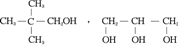 CH₃
CH₃—C—CH₂OH · CH₂—CH—CH₂
CH₃ OH OH OH